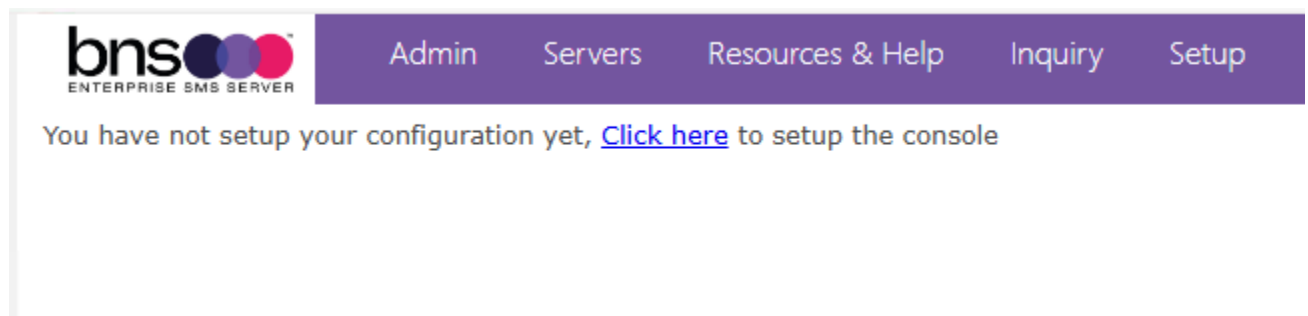 bns™
ENTERPRISE SMS SERVER
Admin Servers Resources & Help Inquiry Setup
You have not setup your configuration yet, Click here to setup the console